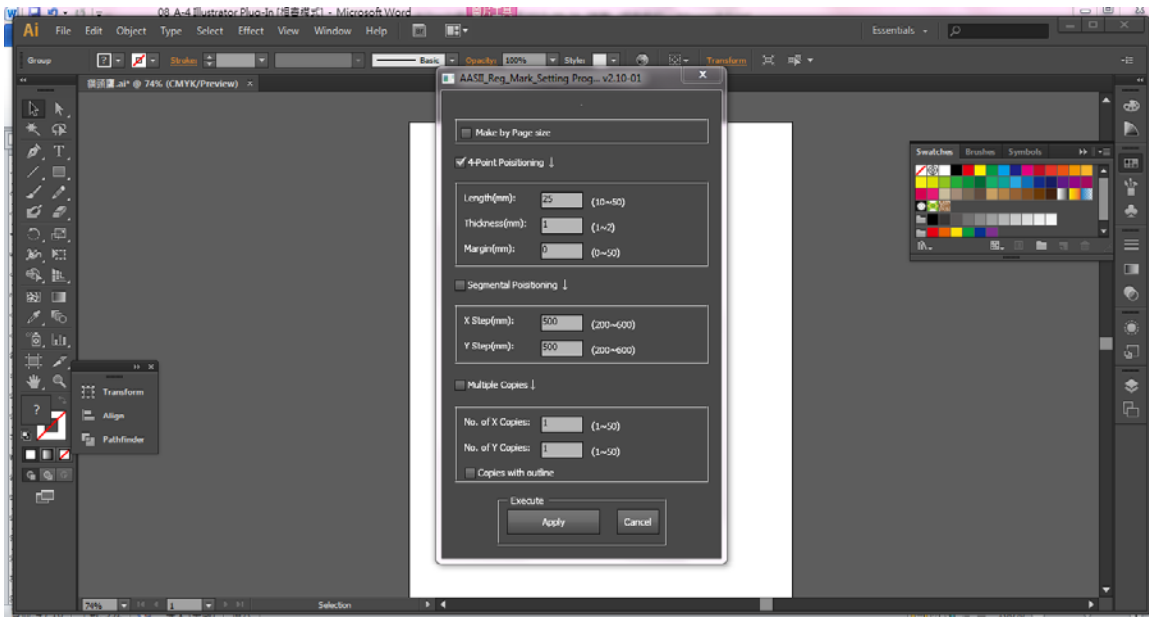 08_A-4 Illustrator Plug-In [相容模式] - Microsoft Word
Ai File Edit Object Type Select Effect View Window Help Essentials
Group ? Stroke: Basic Opacity: 100% Style: Transform
.ai* @ 74% (CMYK/Preview) ×
AASII_Reg_Mark_Setting Prog... v2.10-01 x
Make by Page size
4-Point Poisitioning ↓
Length(mm): 25 (10~50)
Thickness(mm): 1 (1~2)
Margin(mm): 0 (0~50)
Segmental Positioning ↓
X Step(mm): 500 (200~600)
Y Step(mm): 500 (200~600)
Multiple Copies ↓
No. of X Copies: 1 (1~50)
No. of Y Copies: 1 (1~50)
Copies with outline
Execute
Apply Cancel
Swatches Brushes Symbols
Transform
Align
Pathfinder
?
74% 1 Selection